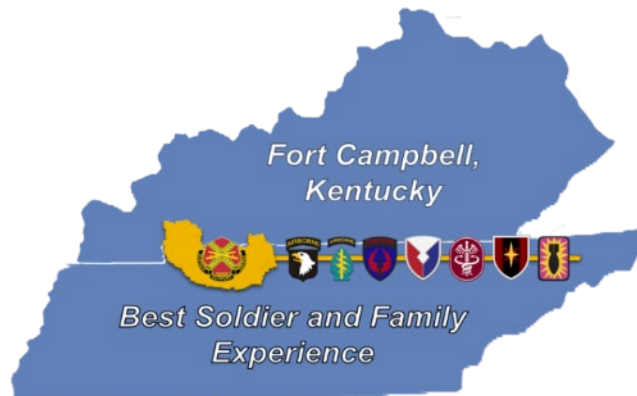 Fort Campbell,
Kentucky
AIRBORNE
AIRBORNE
Best Soldier and Family
Experience